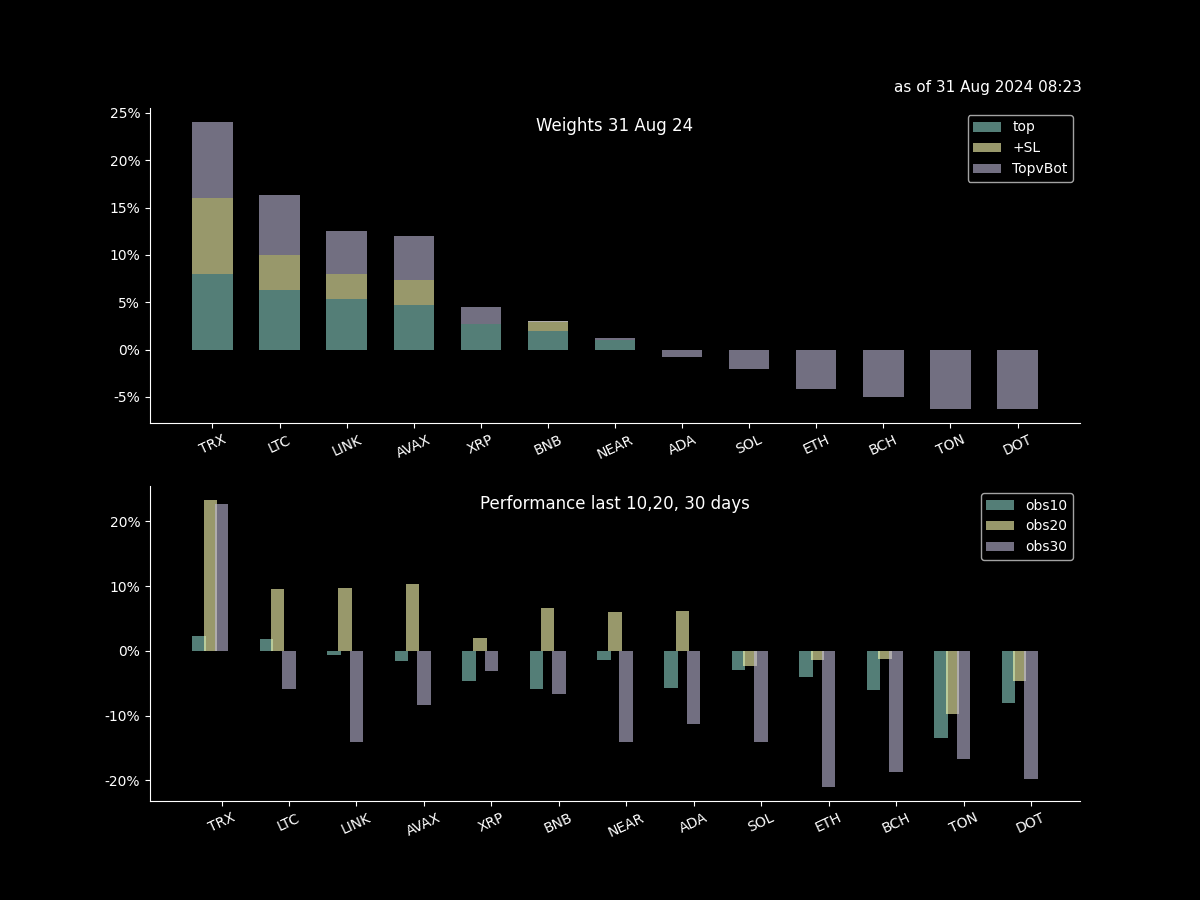 as of 31 Aug 2024 08:23
Weights 31 Aug 24
top
+SL
TopvBot
25%
20%
15%
10%
5%
0%
-5%
TRX LTC LINK AVAX XRP BNB NEAR ADA SOL ETH BCH TON DOT
Performance last 10,20, 30 days
obs10
obs20
obs30
20%
10%
0%
-10%
-20%
TRX LTC LINK AVAX XRP BNB NEAR ADA SOL ETH BCH TON DOT